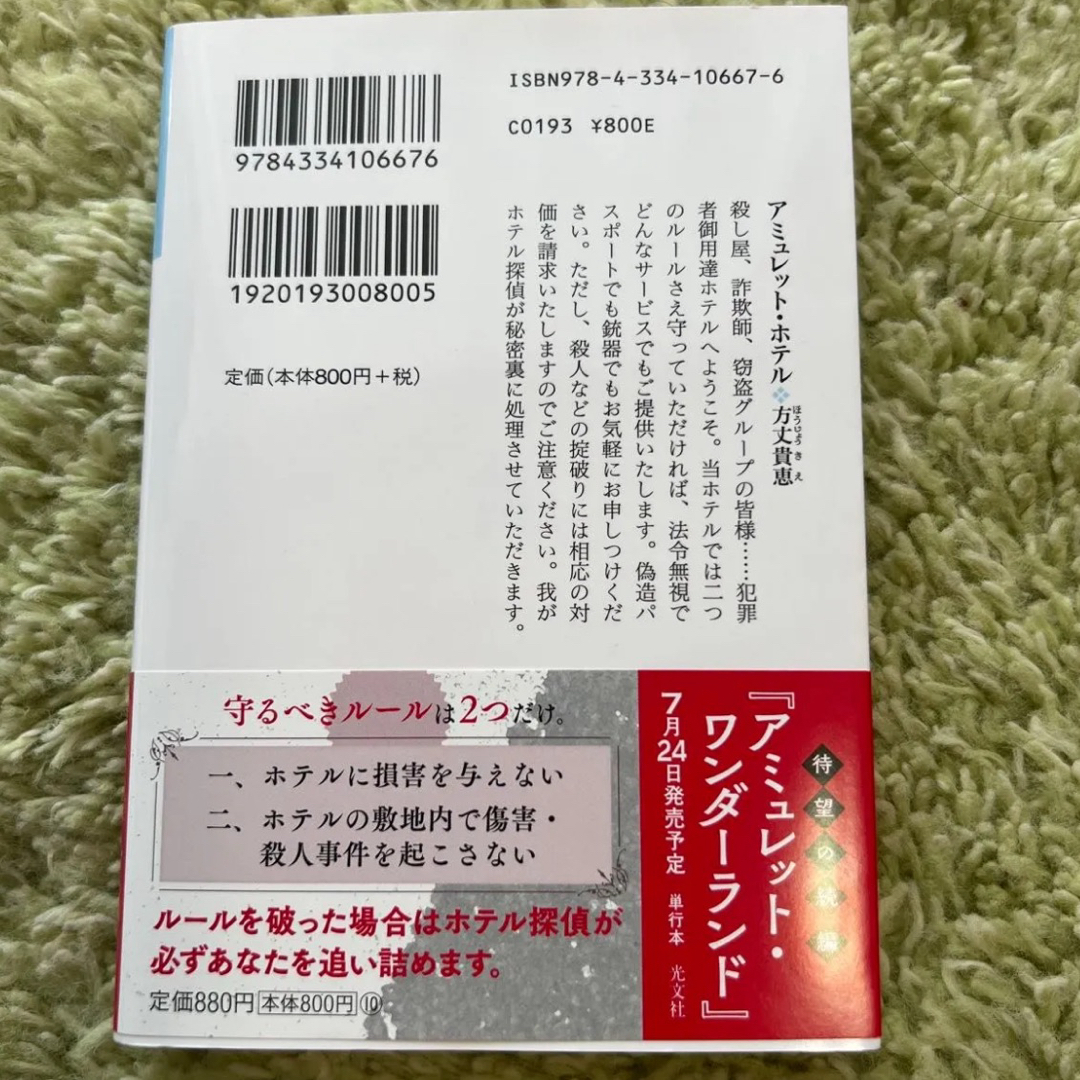 ISBN978-4-334-10667-6
C0193 ¥800E
9784334106676
1920193008005
定価(本体800円+税)
アミュレット・ホテル❖方丈貴恵
ほうじょうきえ
殺し屋、詐欺師、窃盗グループの皆様……犯罪
者御用達ホテルへようこそ。当ホテルでは二つ
のルールさえ守っていただければ、法令無視で
どんなサービスでもご提供いたします。偽造パ
スポートでも銃器でもお気軽にお申しつけくだ
さい。ただし、殺人などの掟破りには相応の対
価を請求いたしますのでご注意ください。我が
ホテル探偵が秘密裏に処理させていただきます。
待望の続編
『アミュレット・
ワンダーランド』
7月24日発売予定 単行本 光文社
守るべきルールは2つだけ。
一、ホテルに損害を与えない
二、ホテルの敷地内で傷害・
殺人事件を起こさない
ルールを破った場合はホテル探偵が
必ずあなたを追い詰めます。
定価880円 本体800円 ⑩